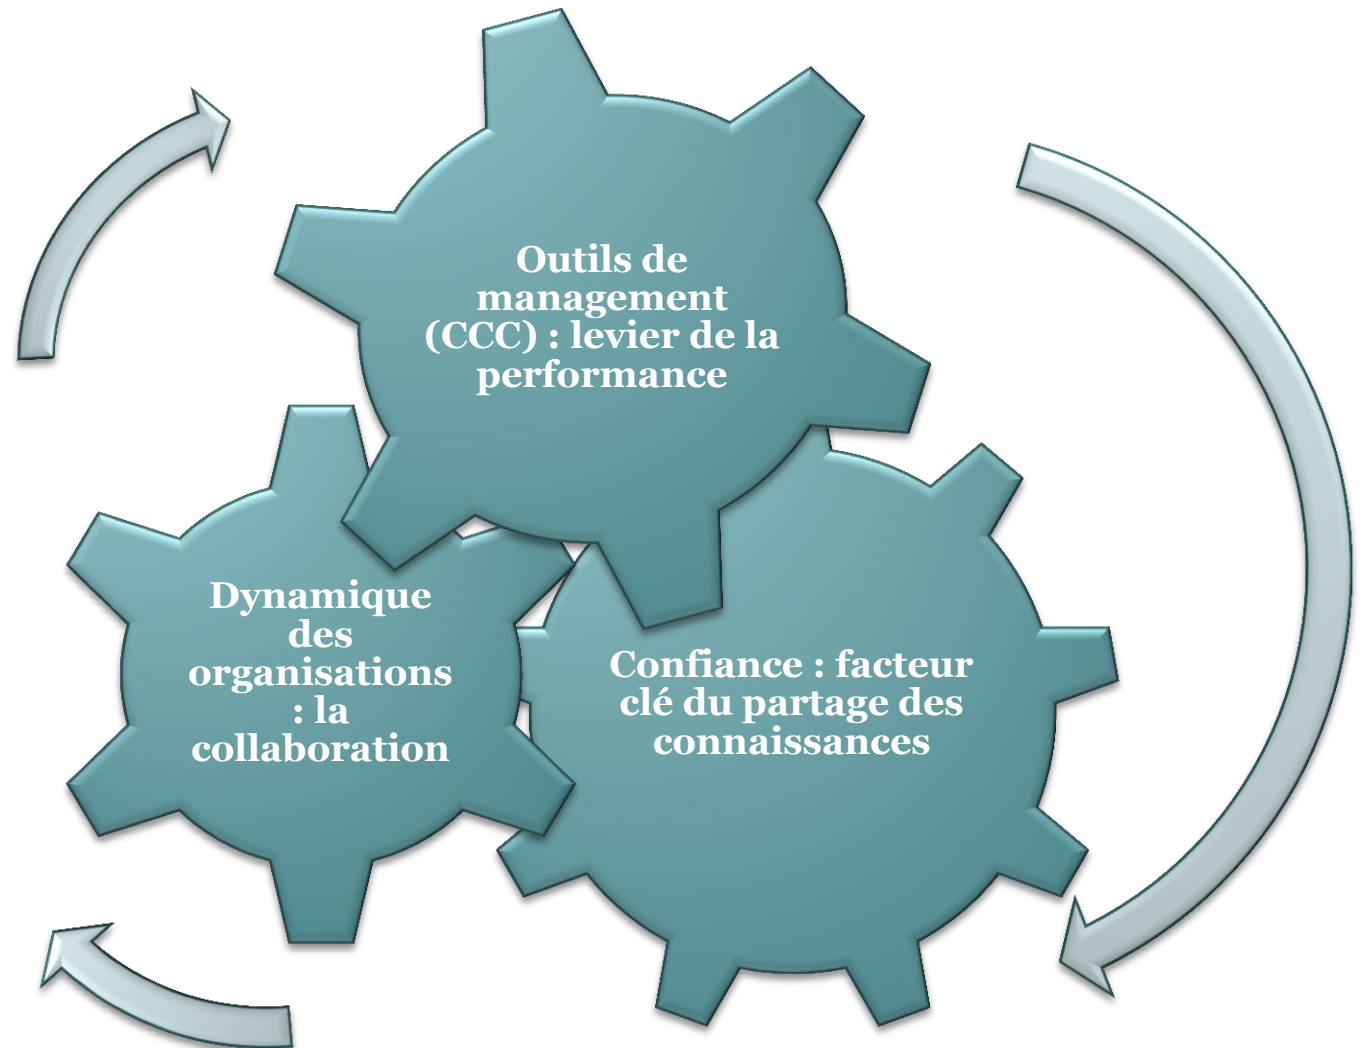 Outils de
management
(CCC) : levier de la
performance
Dynamique
des
organisations
: la
collaboration
Confiance : facteur
clé du partage des
connaissances